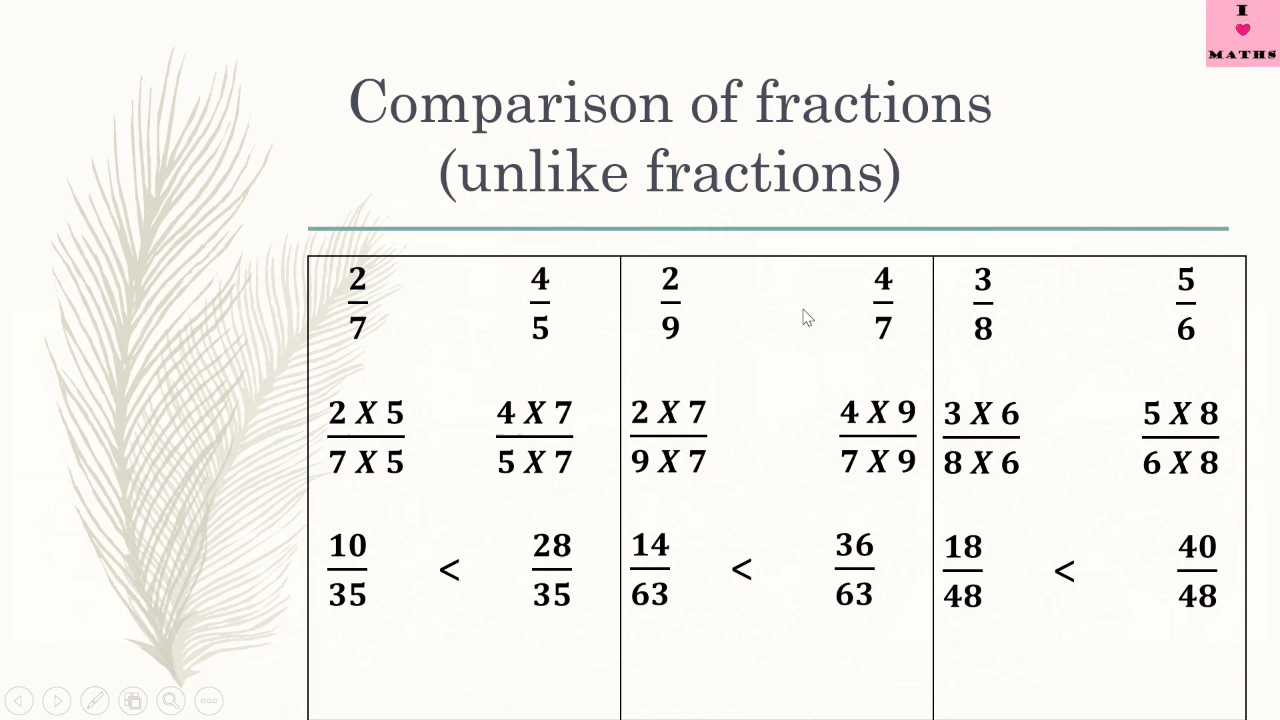 I
MATHS
Comparison of fractions
(unlike fractions)
2/7 4/5
2 X 5/7 X 5 4 X 7/5 X 7
10/35 < 28/35
2/9 4/7
2 X 7/9 X 7 4 X 9/7 X 9
14/63 < 36/63
3/8 5/6
3 X 6/8 X 6 5 X 8/6 X 8
18/48 < 40/48